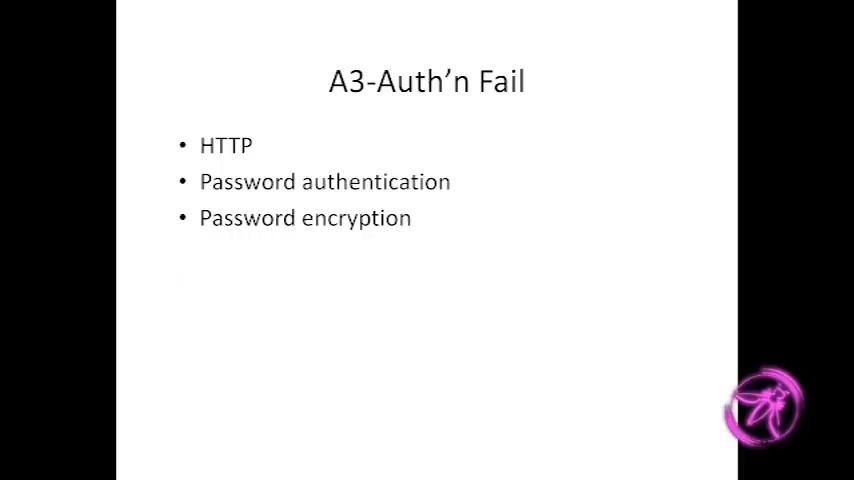 A3-Auth’n Fail
• HTTP
• Password authentication
• Password encryption